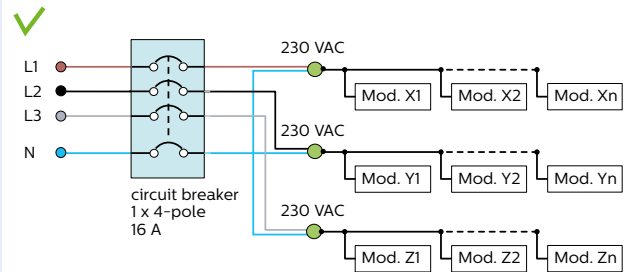 230 VAC
L1
L2
L3
N
Mod. X1 Mod. X2 Mod. Xn
230 VAC
Mod. Y1 Mod. Y2 Mod. Yn
circuit breaker
1 x 4-pole
16 A
230 VAC
Mod. Z1 Mod. Z2 Mod. Zn